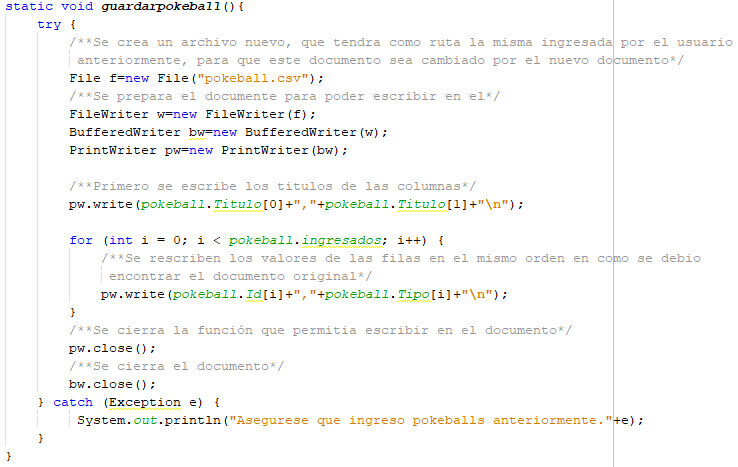 static void guardarpokeball(){
try {
/**Se crea un archivo nuevo, que tendra como ruta la misma ingresada por el usuario
anteriormente, para que este documento sea cambiado por el nuevo documento*/
File f=new File("pokeball.csv");
/**Se prepara el documente para poder escribir en el*/
FileWriter w=new FileWriter(f);
BufferedWriter bw=new BufferedWriter(w);
PrintWriter pw=new PrintWriter(bw);
/**Primero se escribe los titulos de las columnas*/
pw.write(pokeball.Titulo[0]+","+pokeball.Titulo[1]+"\n");
for (int i = 0; i < pokeball.ingresados; i++) {
/**Se rescriben los valores de las filas en el mismo orden en como se debio
encontrar el documento original*/
pw.write(pokeball.Id[i]+","+pokeball.Tipo[i]+"\n");
}
/**Se cierra la función que permitia escribir en el documento*/
pw.close();
/**Se cierra el documento*/
bw.close();
} catch (Exception e) {
System.out.println("Asegurese que ingreso pokeballs anteriormente."+e);
}
}